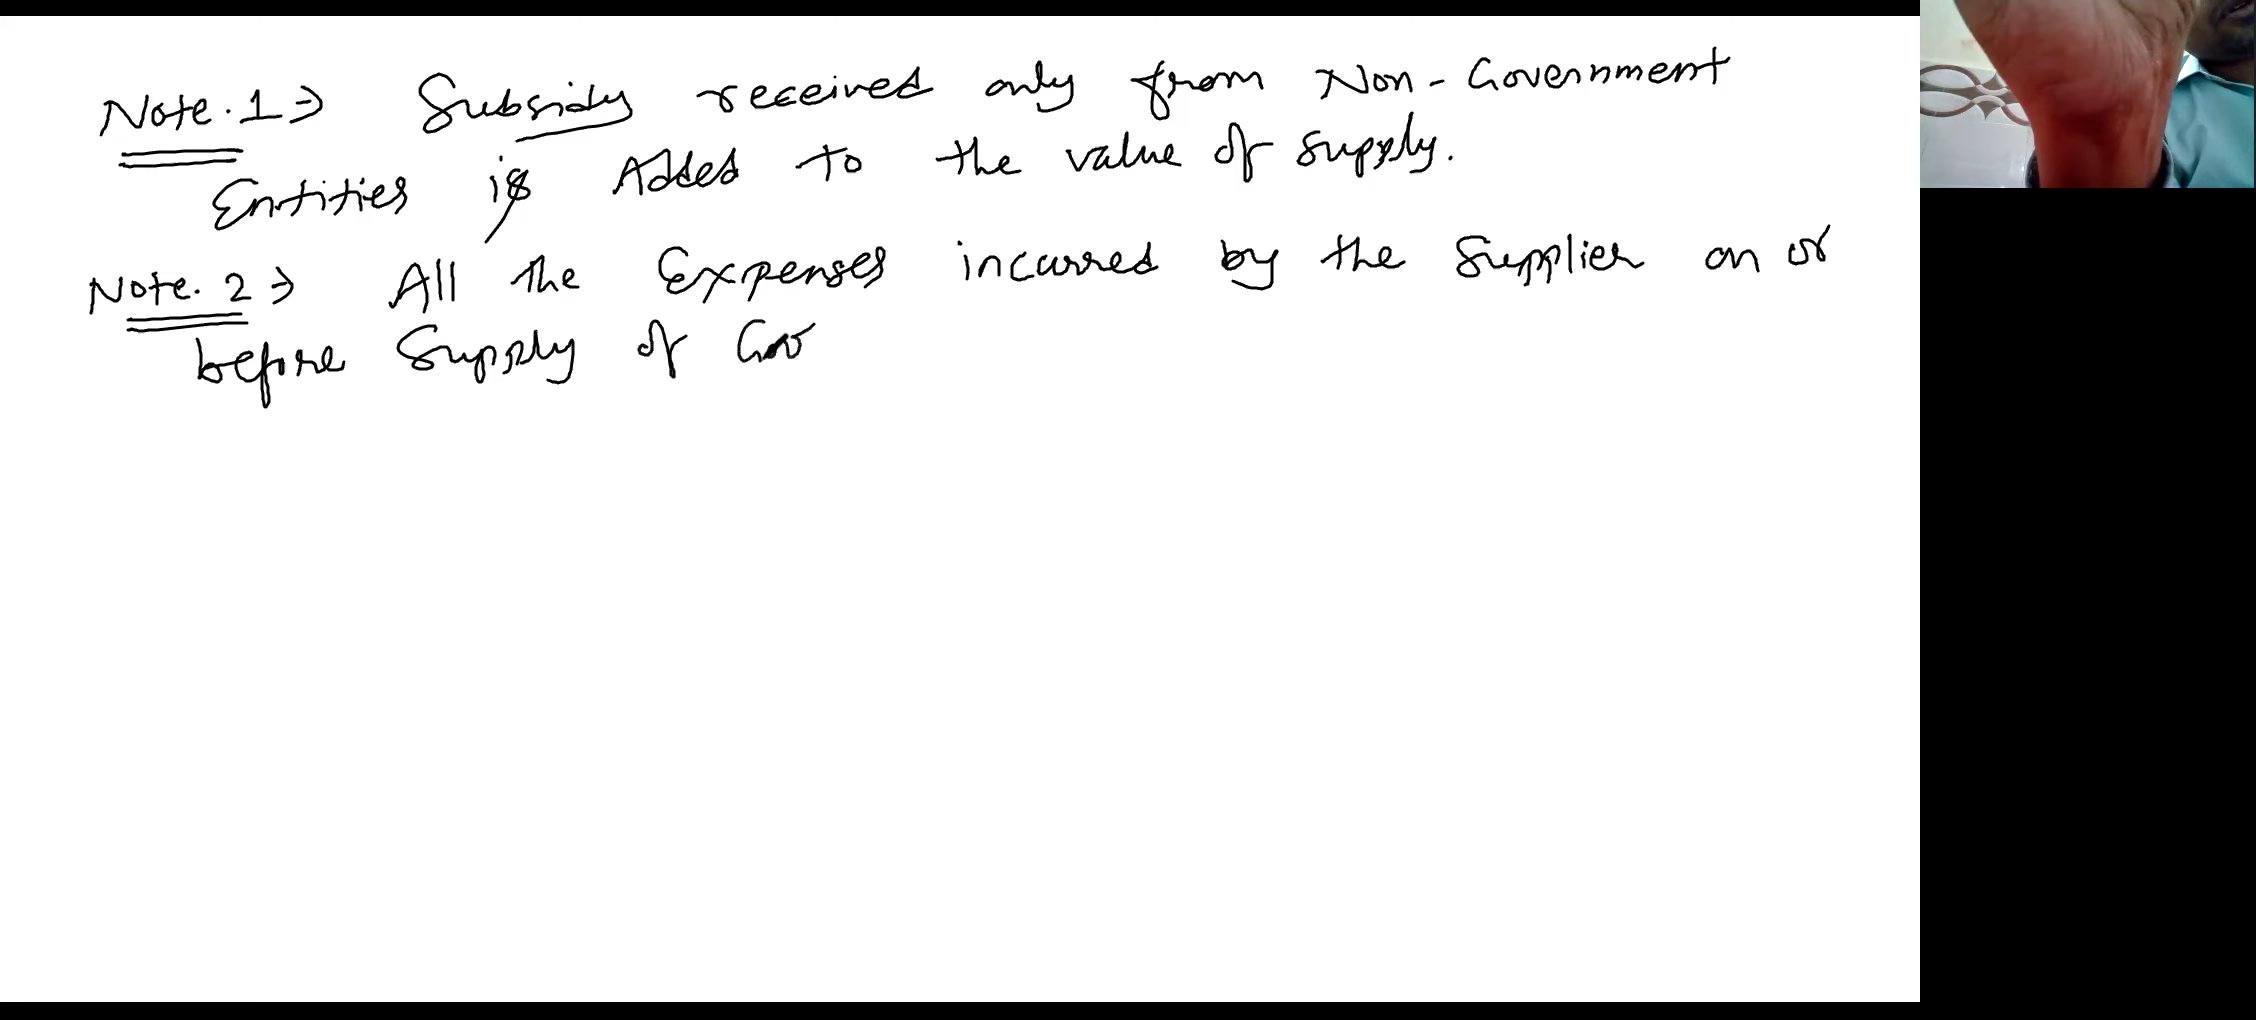 Note.1⇒ Subsidy received only from Non-Government
Entities is Added to the value of supply.
Note.2⇒ All the Expenses incurred by the Supplier on or
before Supply of Goo